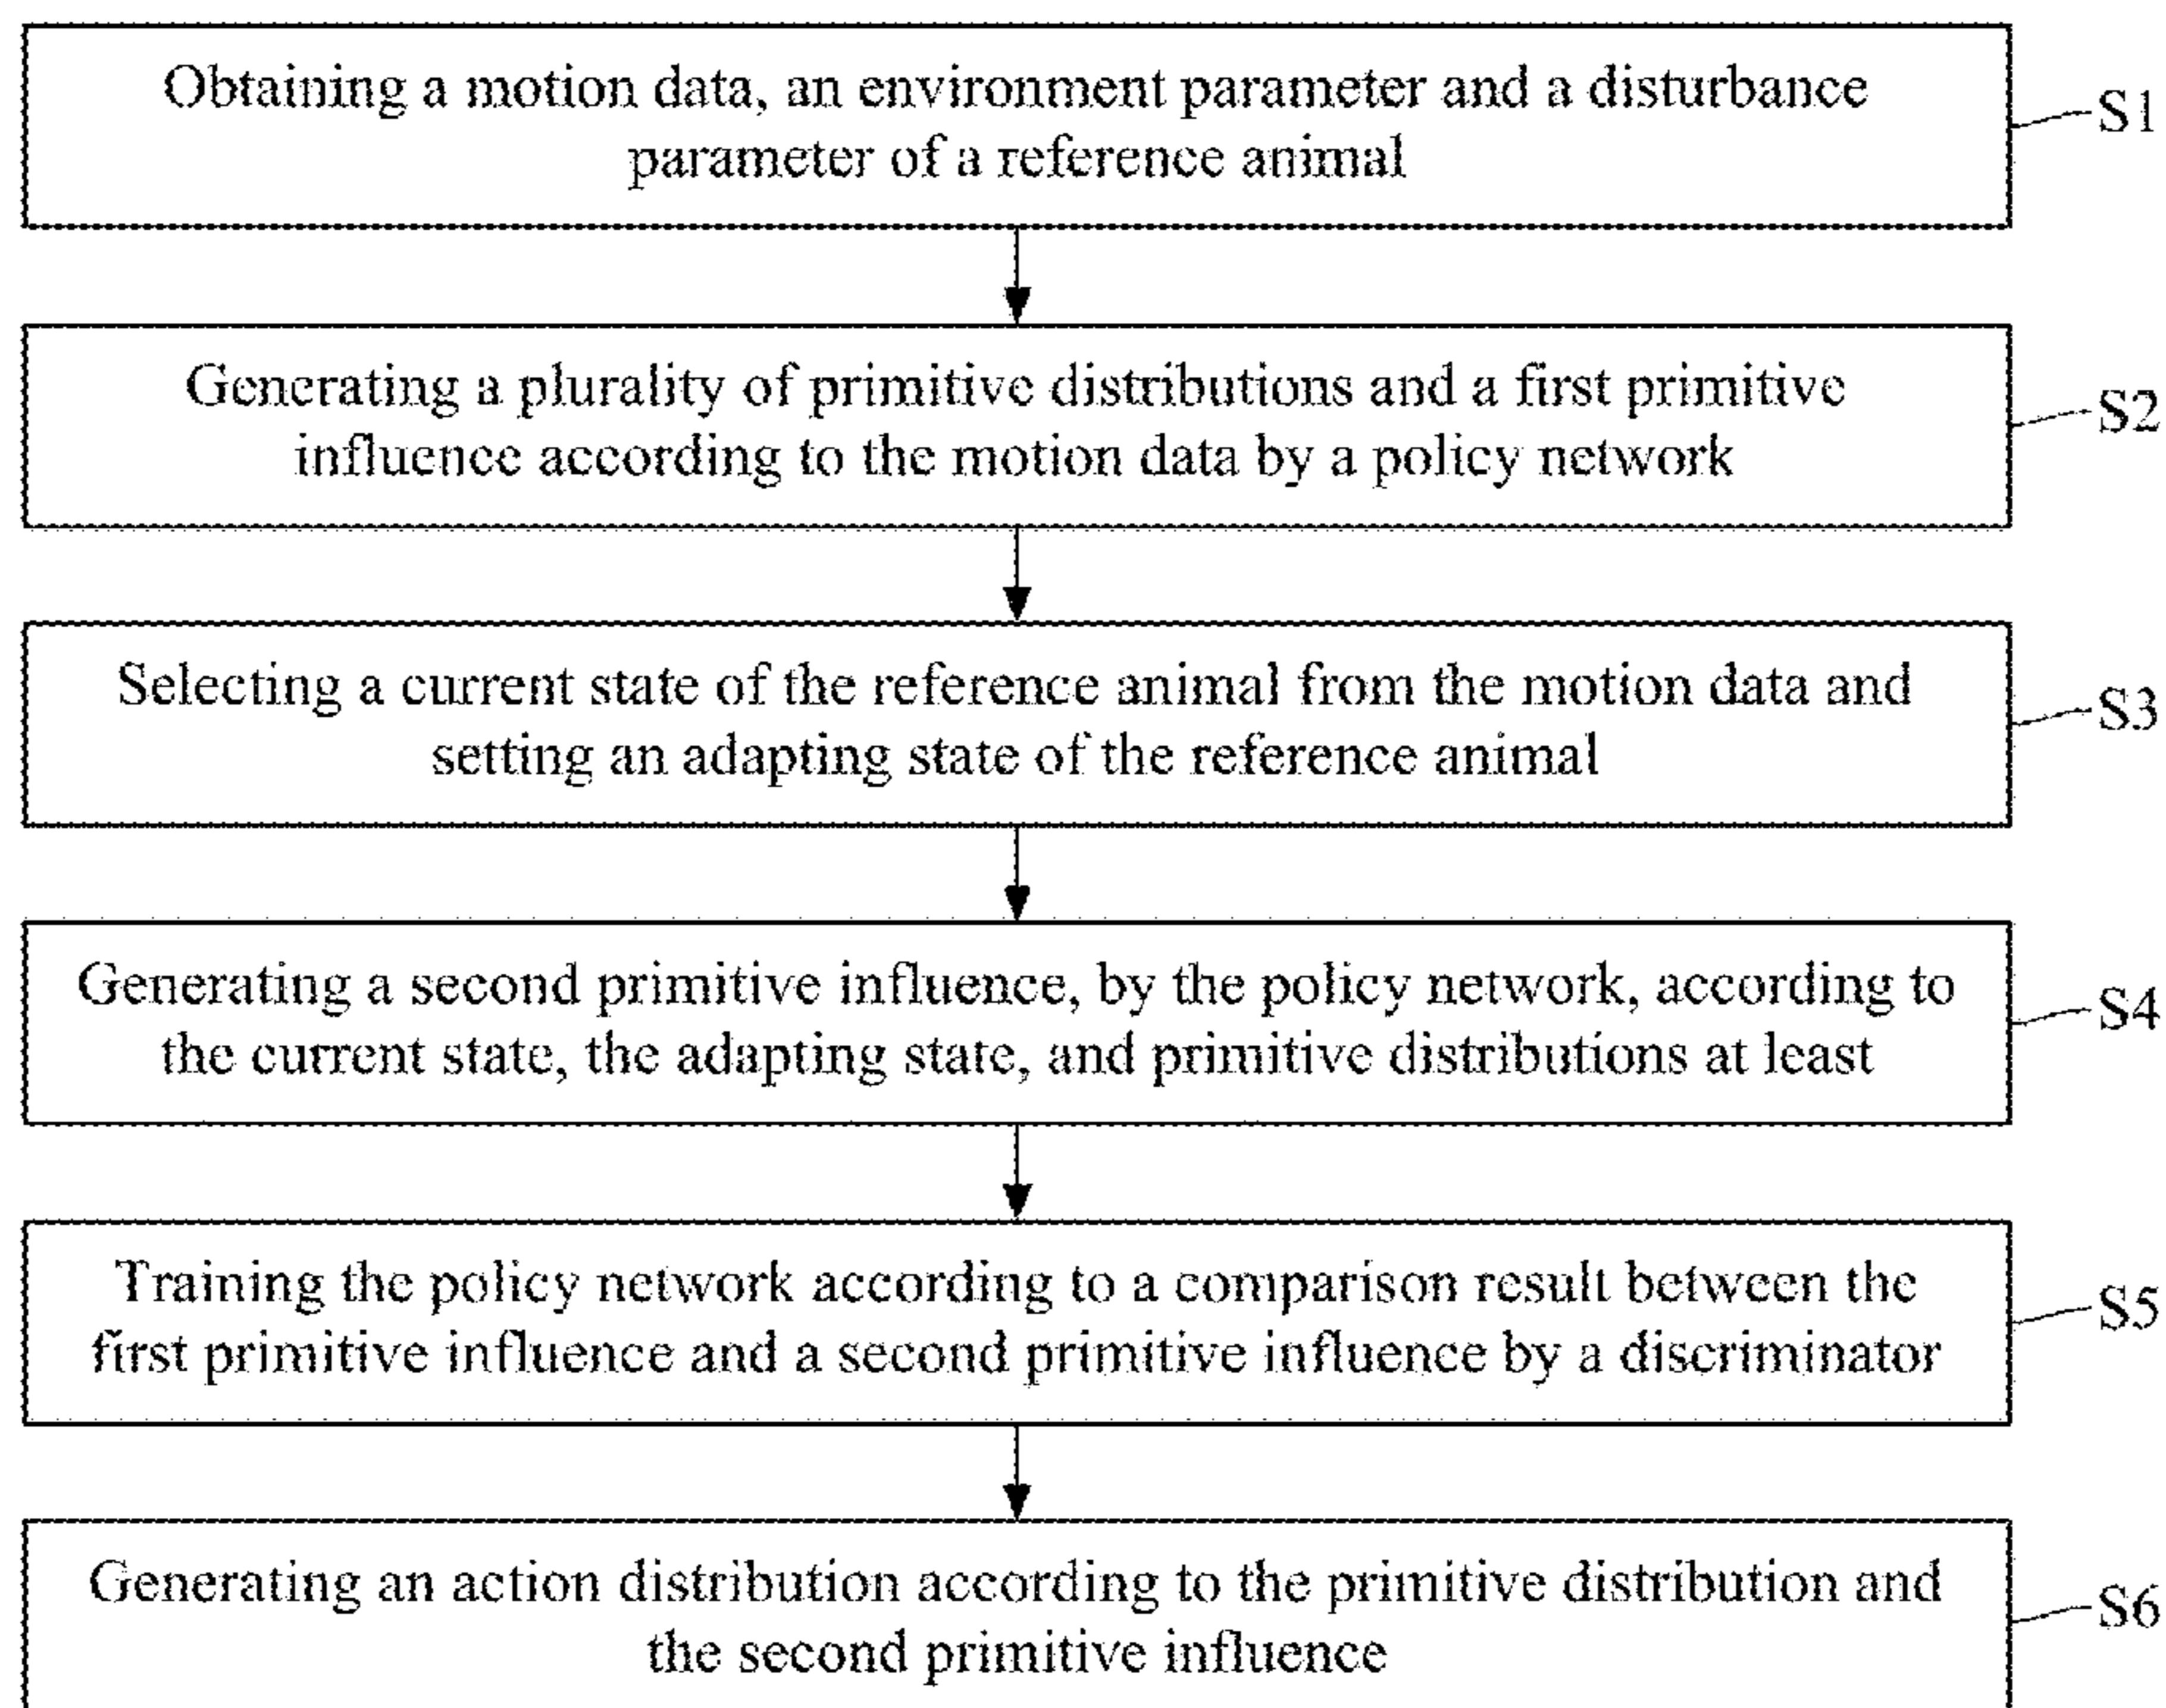 Obtaining a motion data, an environment parameter and a disturbance
parameter of a reference animal
S1
Generating a plurality of primitive distributions and a first primitive
influence according to the motion data by a policy network
S2
Selecting a current state of the reference animal from the motion data and
setting an adapting state of the reference animal
S3
Generating a second primitive influence, by the policy network, according to
the current state, the adapting state, and primitive distributions at least
S4
Training the policy network according to a comparison result between the
first primitive influence and a second primitive influence by a discriminator
S5
Generating an action distribution according to the primitive distribution and
the second primitive influence
S6